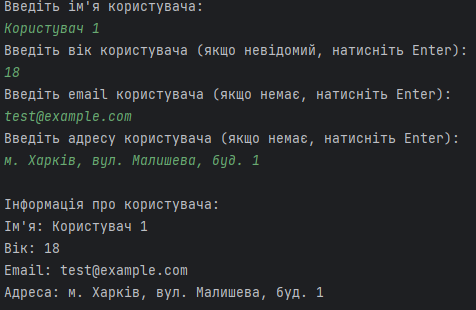 Введіть ім'я користувача:
Користувач 1
Введіть вік користувача (якщо невідомий, натисніть Enter):
18
Введіть email користувача (якщо немає, натисніть Enter):
test@example.com
Введіть адресу користувача (якщо немає, натисніть Enter):
м. Харків, вул. Малишева, буд. 1
Інформація про користувача:
Ім'я: Користувач 1
Вік: 18
Email: test@example.com
Адреса: м. Харків, вул. Малишева, буд. 1